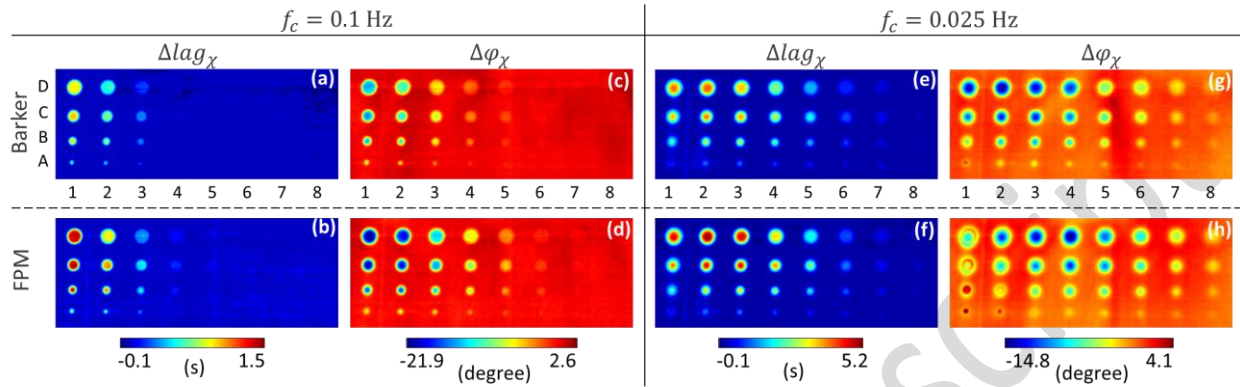 f_c = 0.1 Hz f_c = 0.025 Hz
Δlag_χ Δφ_χ Δlag_χ Δφ_χ
Barker
D
C
B
A
(a) (c) (e) (g)
1 2 3 4 5 6 7 8 1 2 3 4 5 6 7 8 1 2 3 4 5 6 7 8 1 2 3 4 5 6 7 8
FPM
(b) (d) (f) (h)
-0.1 1.5 -21.9 2.6 -0.1 5.2 -14.8 4.1
(s) (degree) (s) (degree)